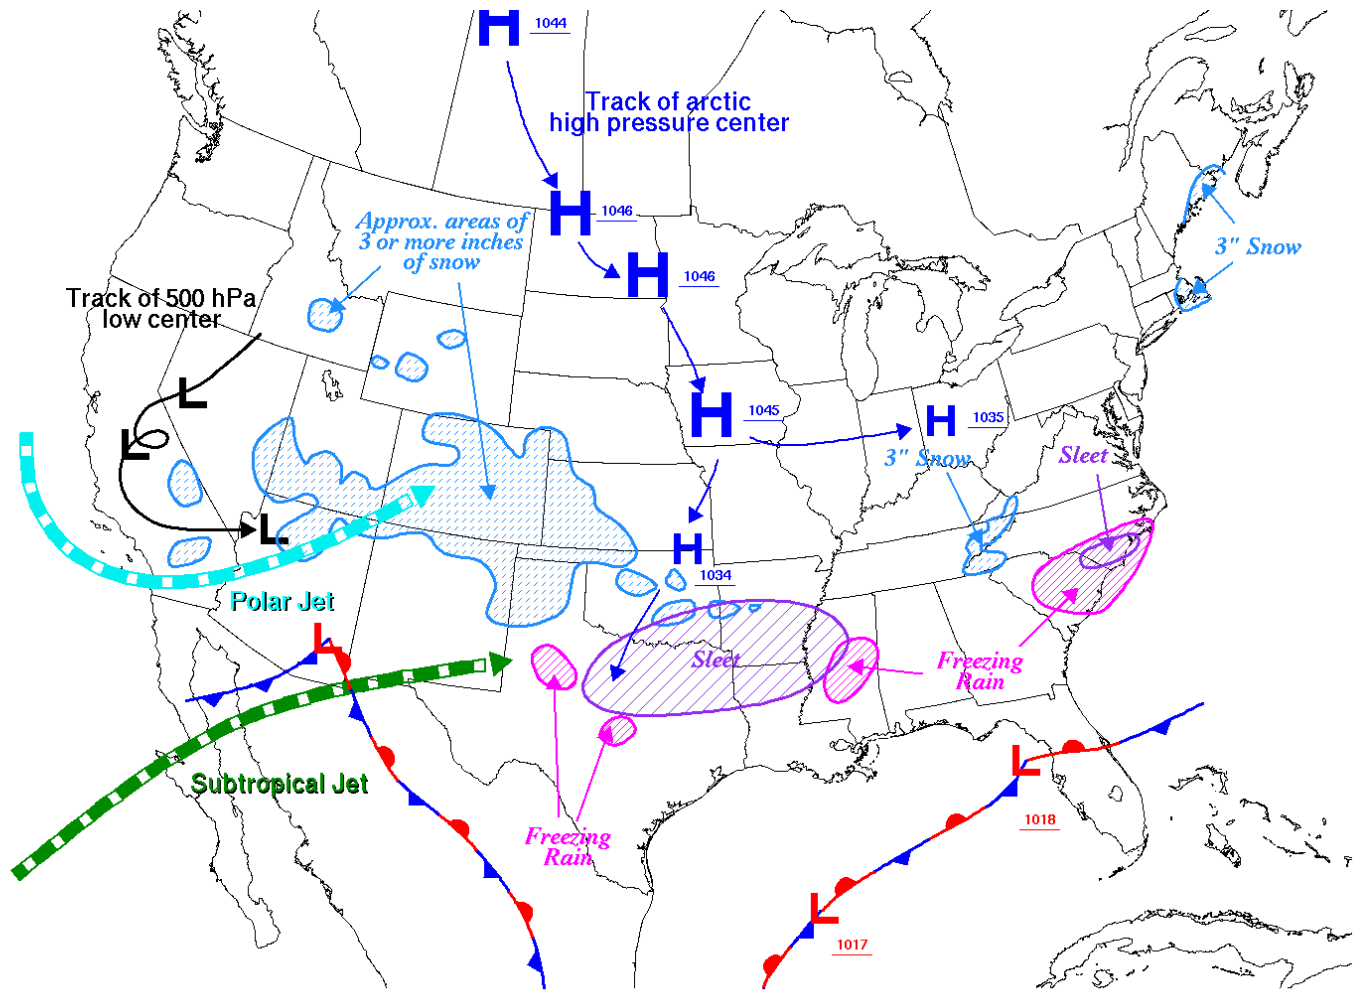 H 1044
Track of arctic
high pressure center
H 1046
Approx. areas of
3 or more inches
of snow
H 1046
3" Snow
Track of 500 hPa
low center
L
H 1045
H 1035
L
3" Snow
Sleet
L
H
1034
Polar Jet
L
Sleet
Freezing
Rain
Subtropical Jet
L
1018
Freezing
Rain
L
1017